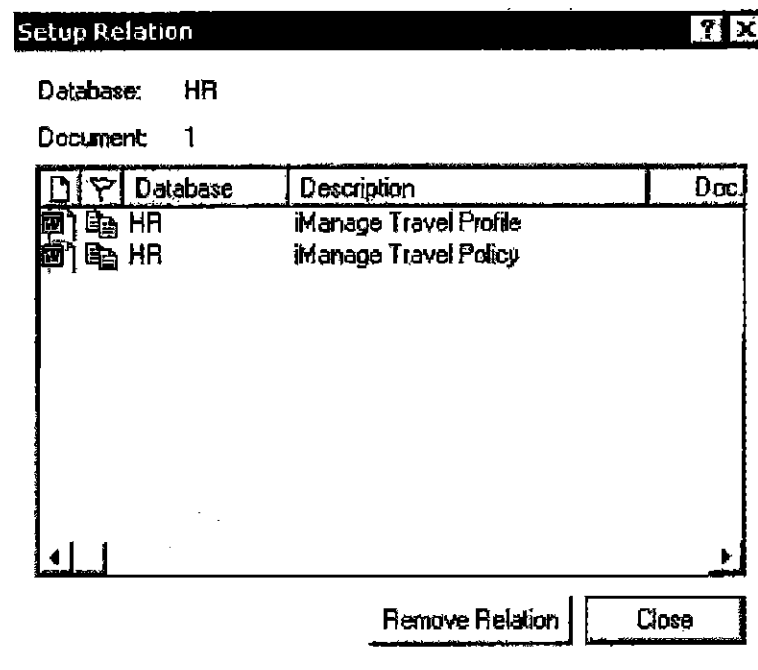 Setup Relation ? X
Database: HR
Document: 1
Database Description Doc.
W HR iManage Travel Profile
W HR iManage Travel Policy
Remove Relation Close